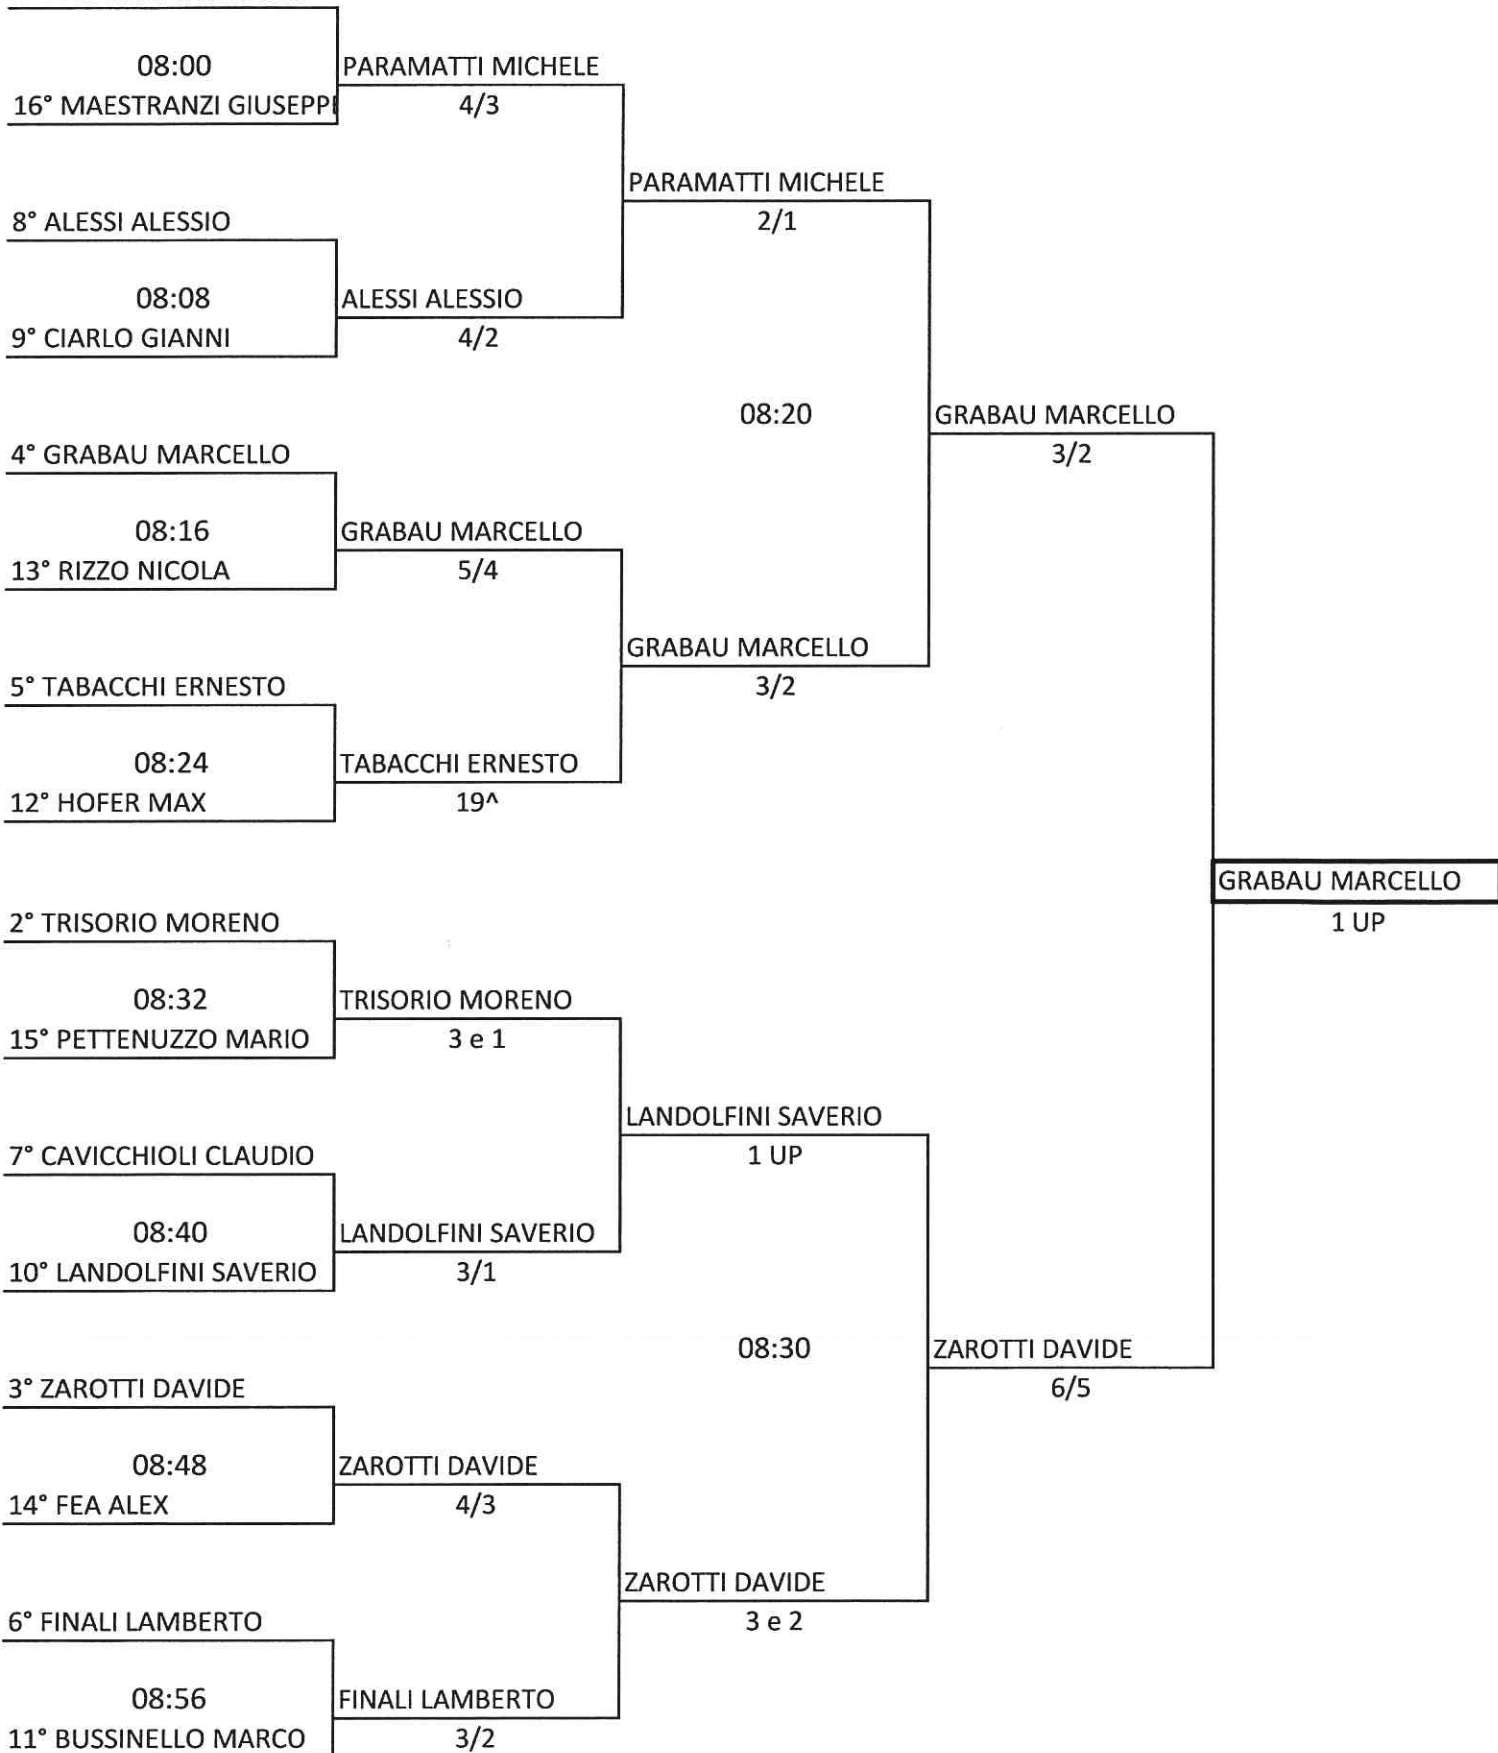 08:00
PARAMATTI MICHELE
16° MAESTRANZI GIUSEPPI
4/3
PARAMATTI MICHELE
8° ALESSI ALESSIO
2/1
08:08
ALESSI ALESSIO
9° CIARLO GIANNI
4/2
08:20
GRABAU MARCELLO
4° GRABAU MARCELLO
3/2
08:16
GRABAU MARCELLO
13° RIZZO NICOLA
5/4
GRABAU MARCELLO
5° TABACCHI ERNESTO
3/2
08:24
TABACCHI ERNESTO
12° HOFER MAX
19^
GRABAU MARCELLO
2° TRISORIO MORENO
1 UP
08:32
TRISORIO MORENO
15° PETTENUZZO MARIO
3 e 1
LANDOLFINI SAVERIO
7° CAVICCHIOLI CLAUDIO
1 UP
08:40
LANDOLFINI SAVERIO
10° LANDOLFINI SAVERIO
3/1
08:30
ZAROTTI DAVIDE
3° ZAROTTI DAVIDE
6/5
08:48
ZAROTTI DAVIDE
14° FEA ALEX
4/3
ZAROTTI DAVIDE
6° FINALI LAMBERTO
3 e 2
08:56
FINALI LAMBERTO
11° BUSSINELLO MARCO
3/2